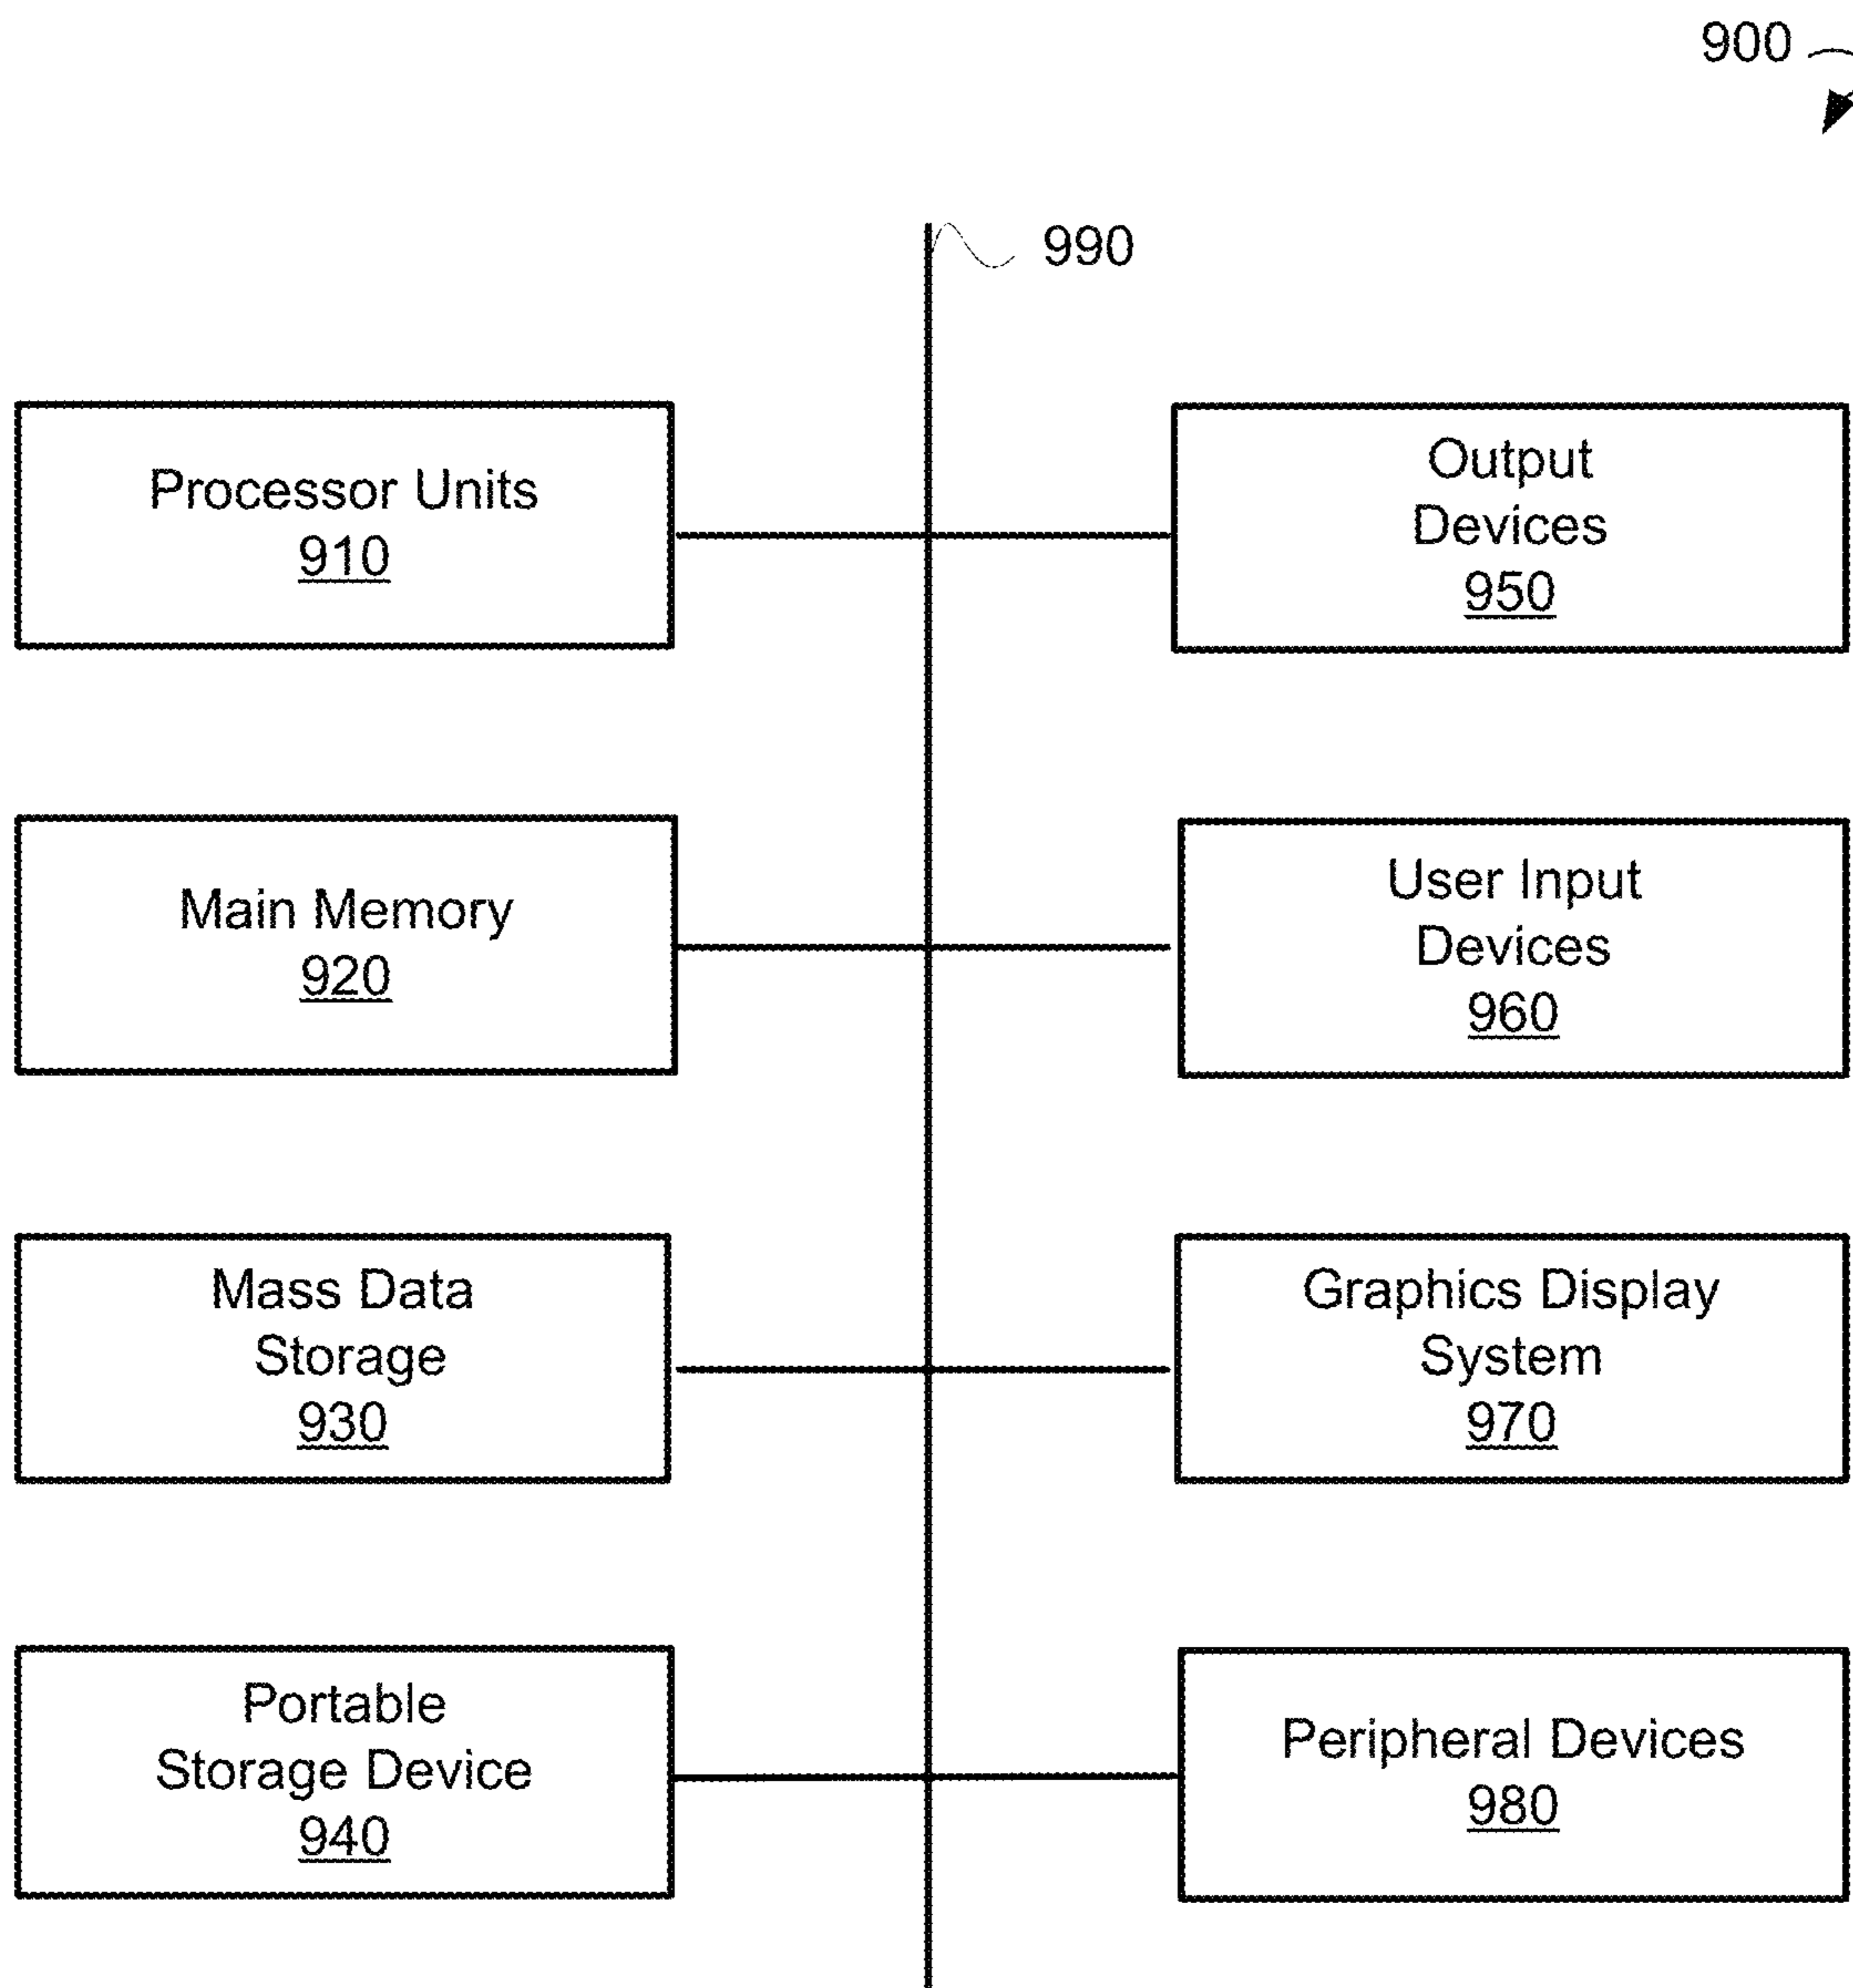 900
990
Processor Units
910
Output
Devices
950
Main Memory
920
User Input
Devices
960
Mass Data
Storage
930
Graphics Display
System
970
Portable
Storage Device
940
Peripheral Devices
980